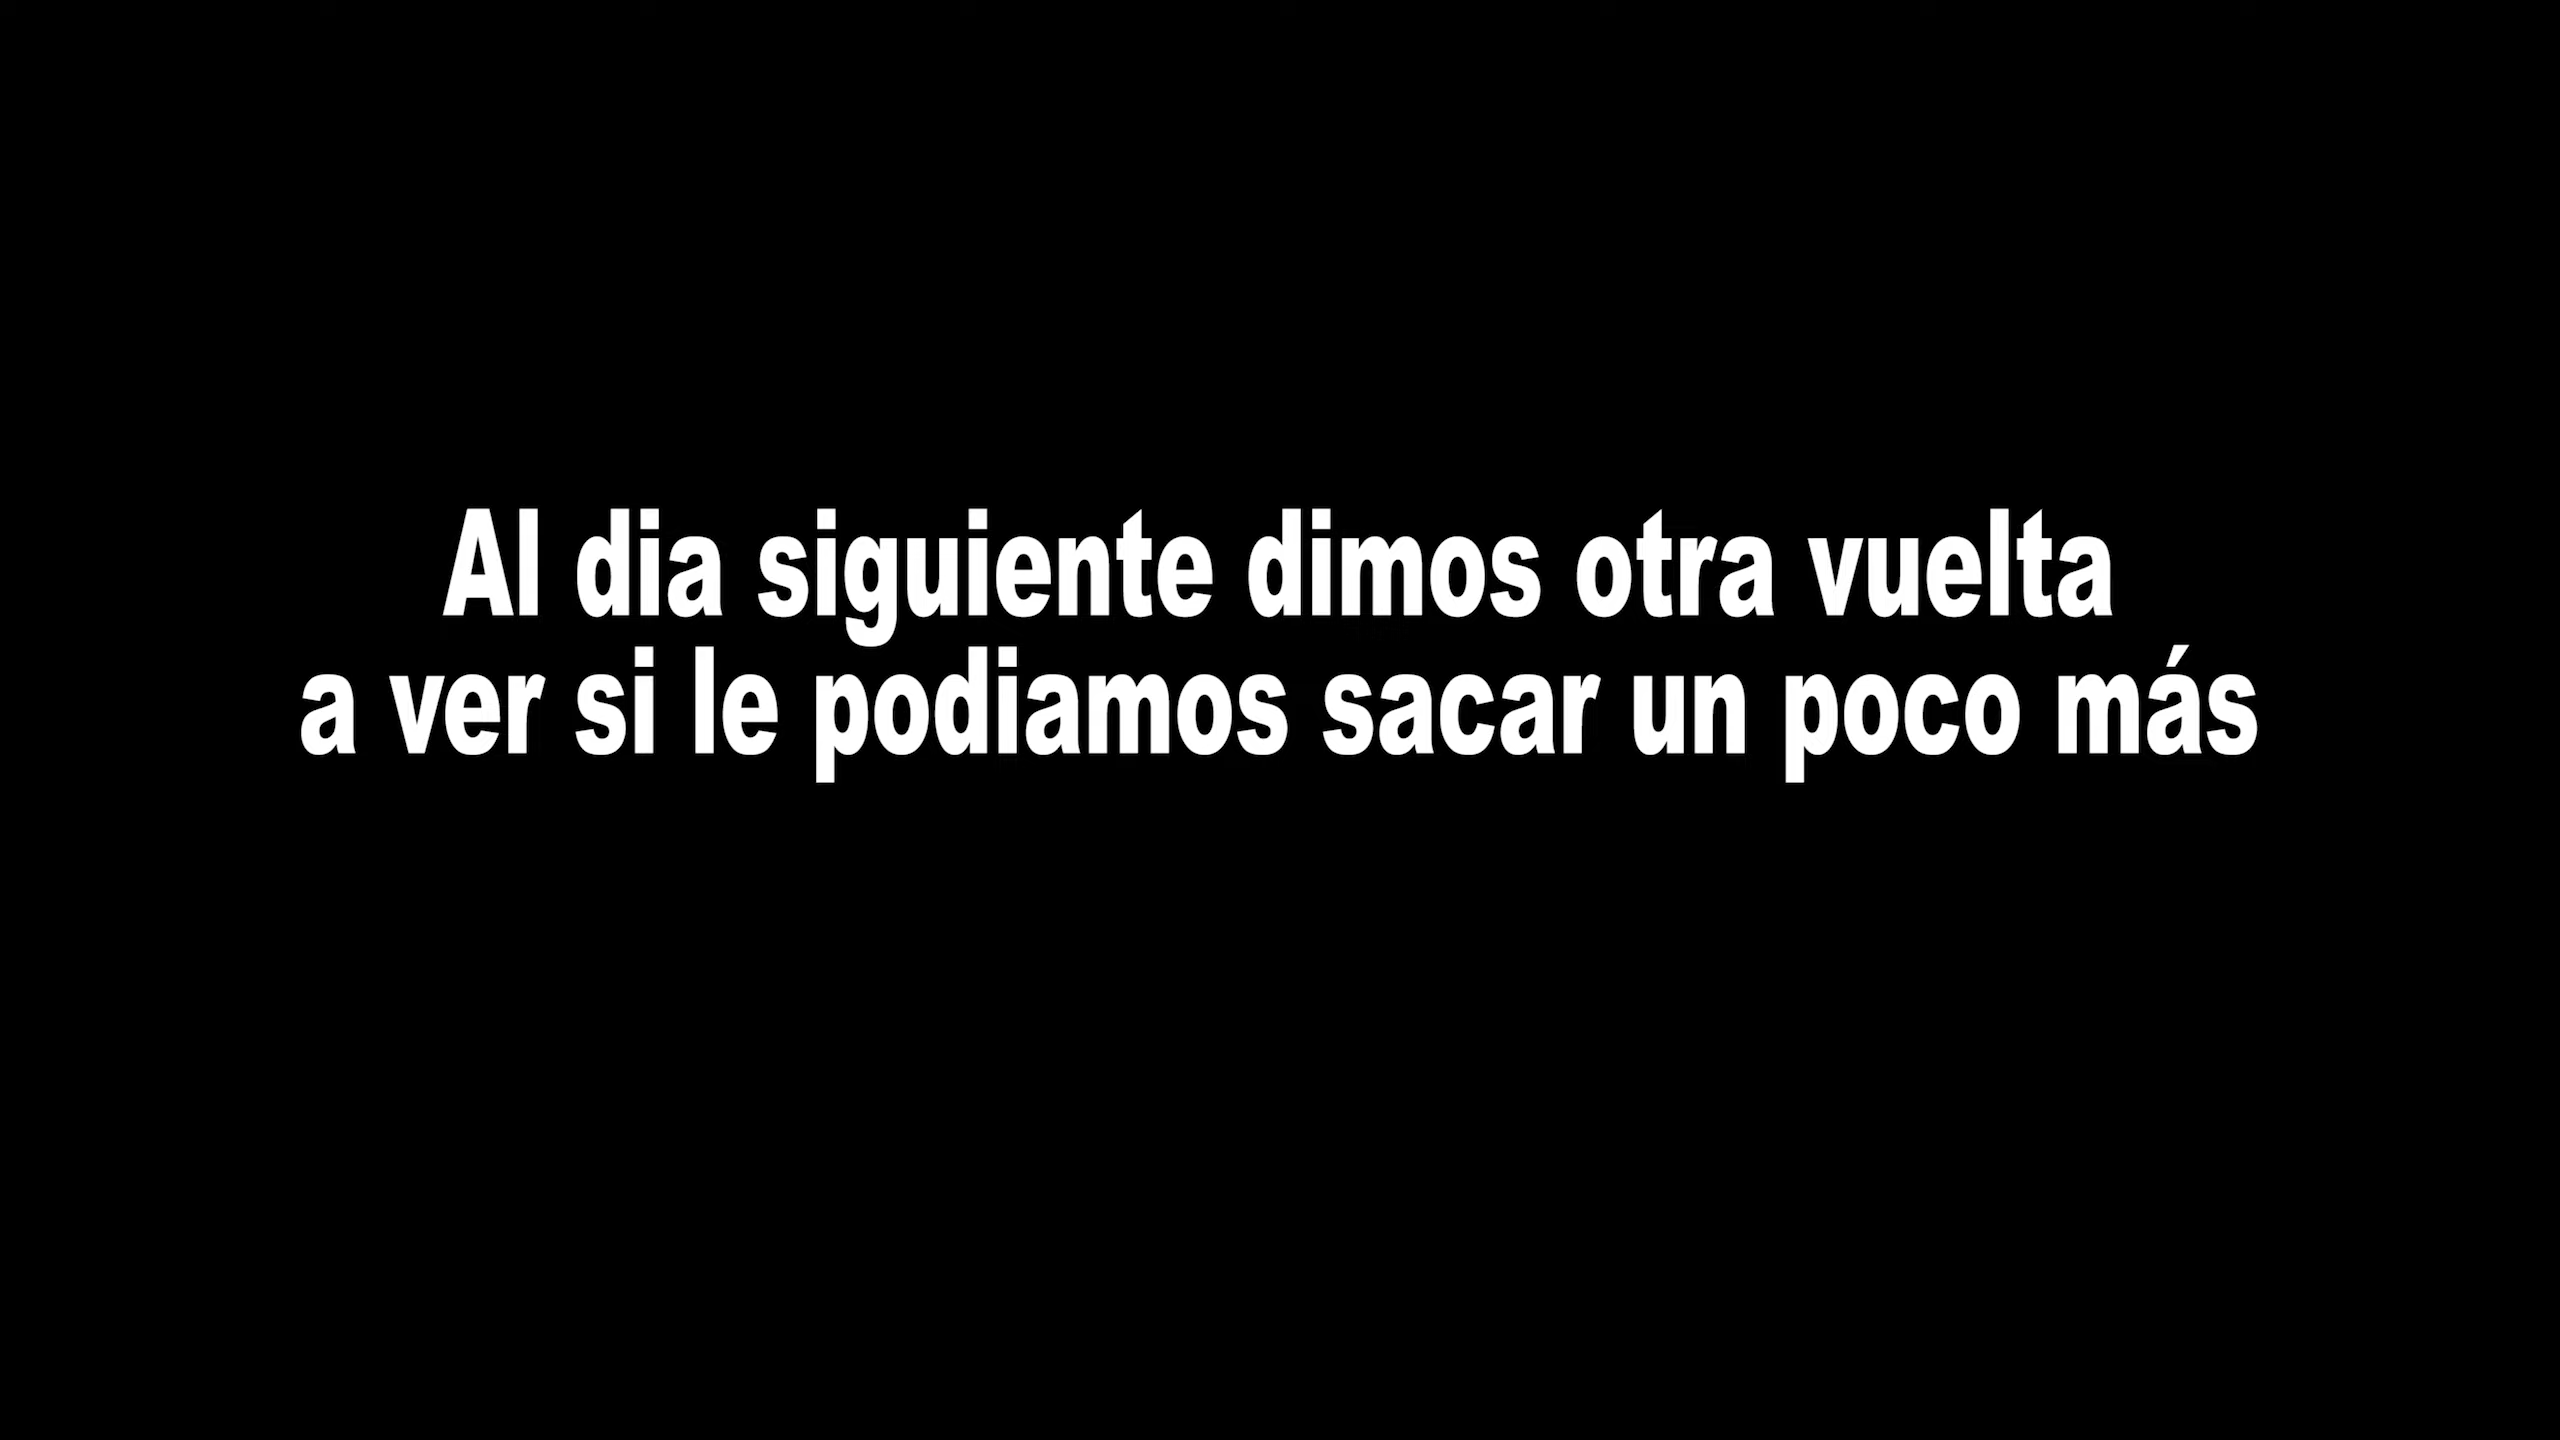 Al dia siguiente dimos otra vuelta
a ver si le podiamos sacar un poco más